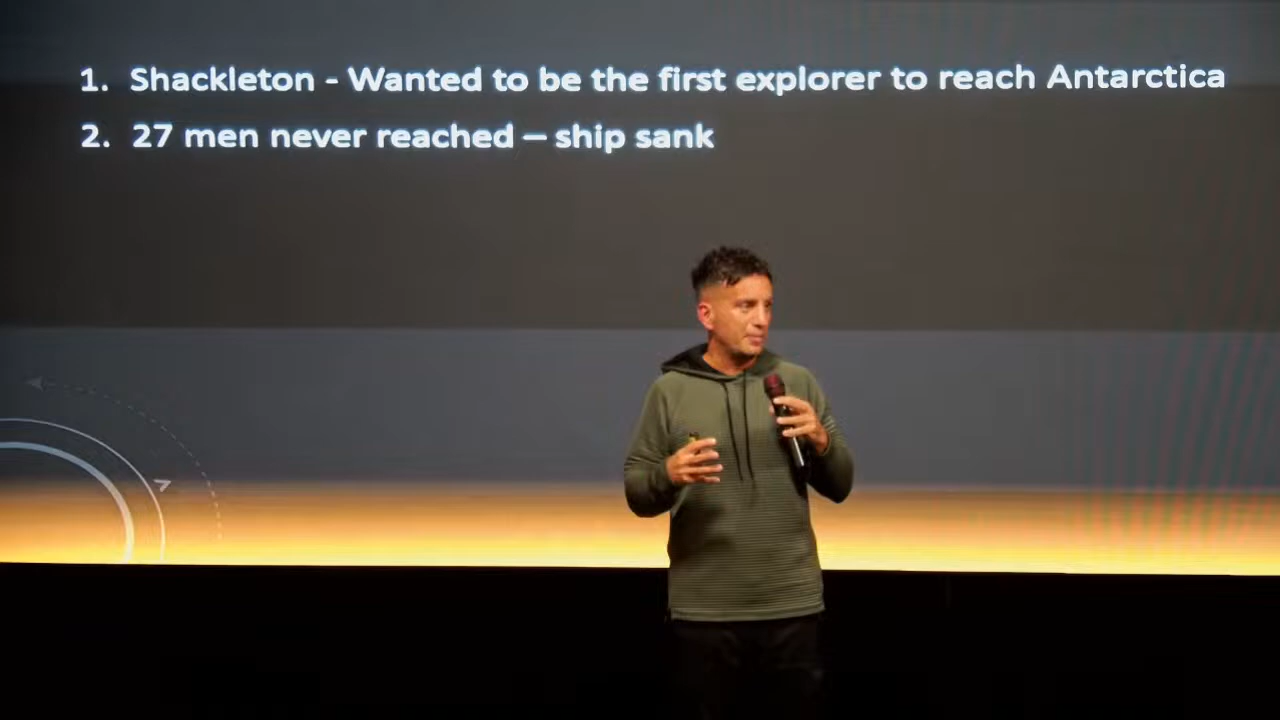 1. Shackleton - Wanted to be the first explorer to reach Antarctica
2. 27 men never reached – ship sank